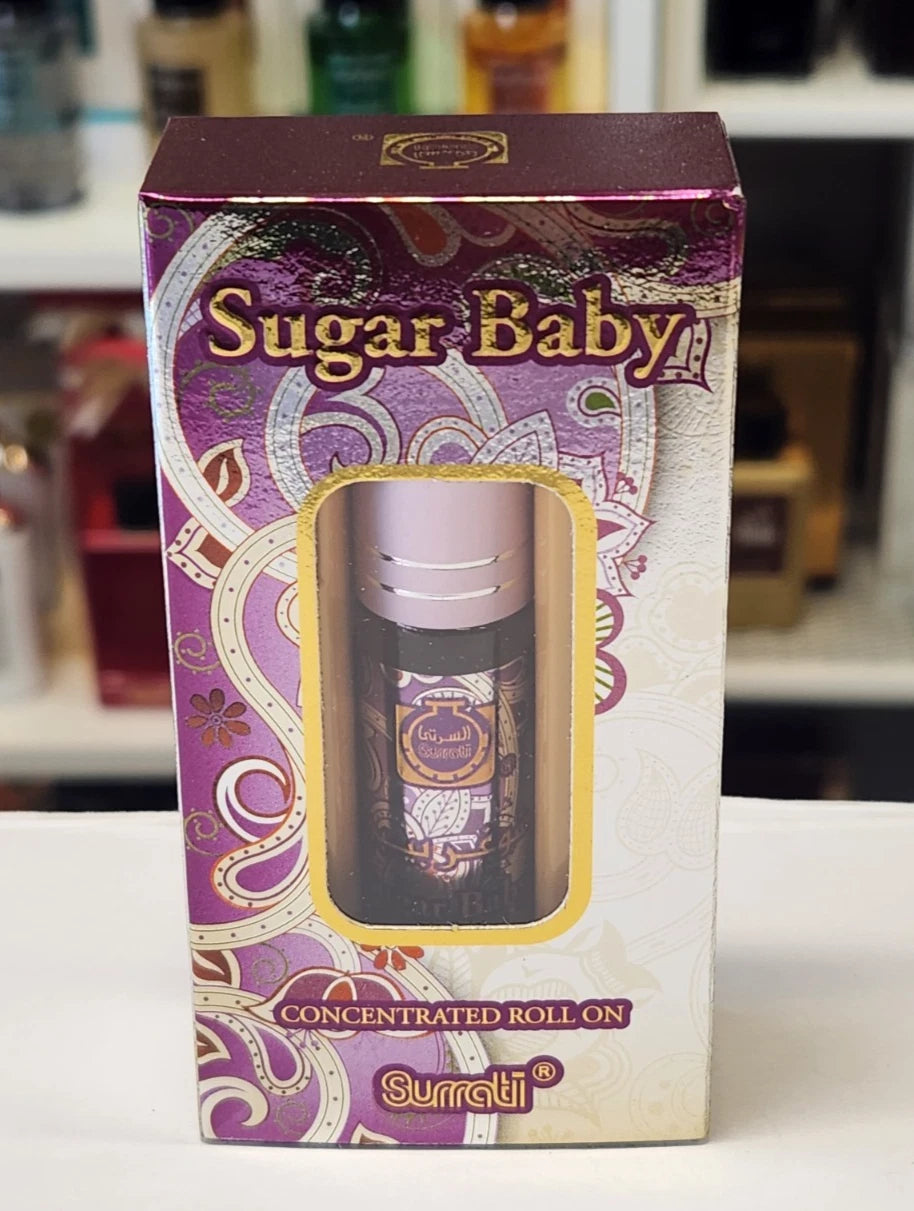 Sugar Baby
السرتي
Surrati
CONCENTRATED ROLL ON
Surrati®